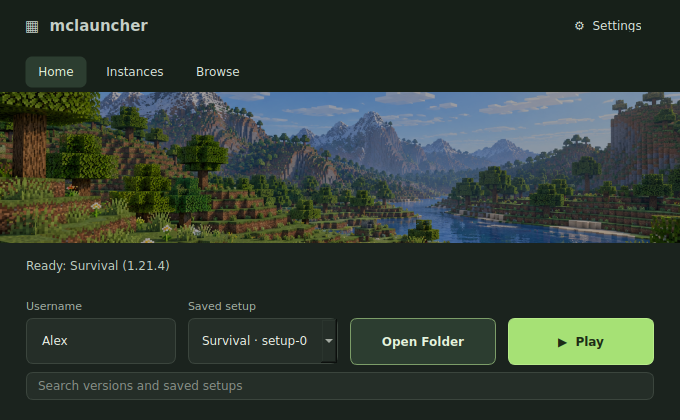 mclauncher
Settings
Home Instances Browse
Ready: Survival (1.21.4)
Username Saved setup
Alex Survival · setup-0 Open Folder Play
Search versions and saved setups